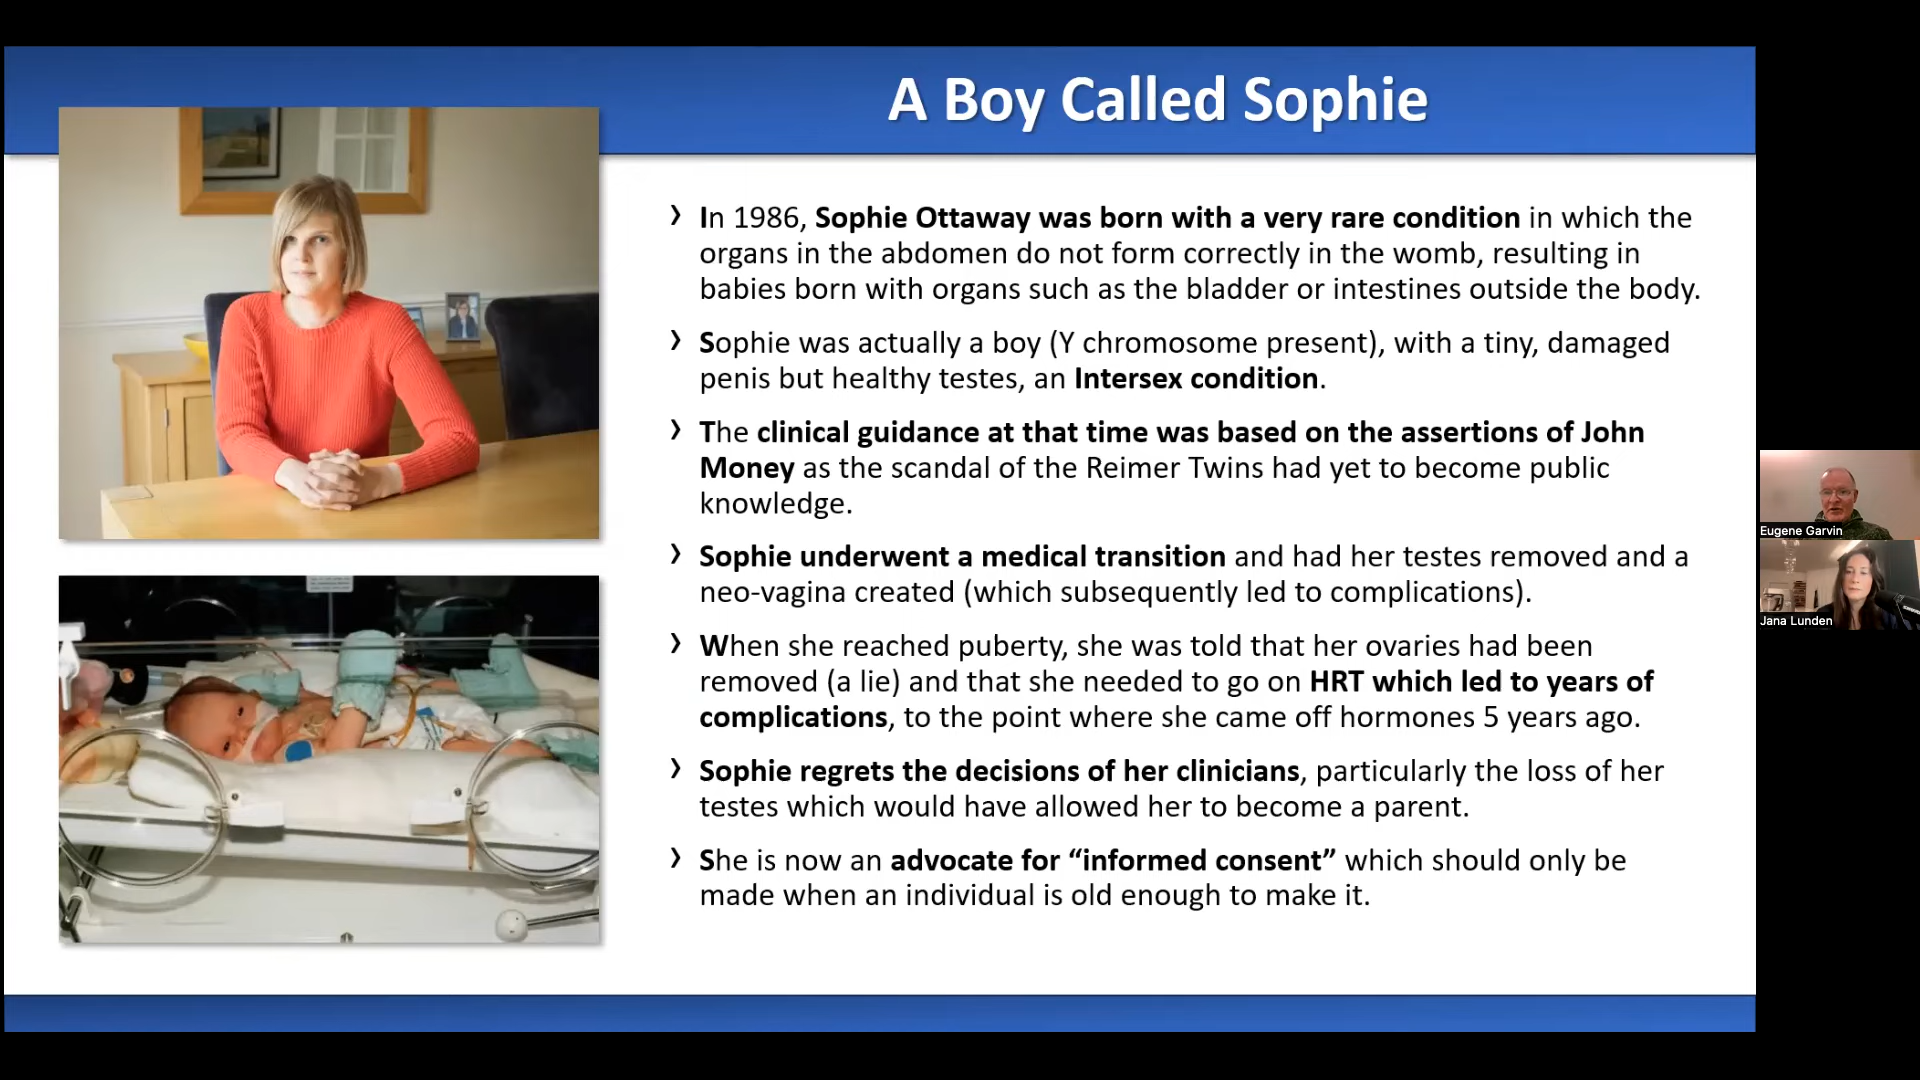 A Boy Called Sophie
› In 1986, Sophie Ottaway was born with a very rare condition in which the
organs in the abdomen do not form correctly in the womb, resulting in
babies born with organs such as the bladder or intestines outside the body.
› Sophie was actually a boy (Y chromosome present), with a tiny, damaged
penis but healthy testes, an Intersex condition.
› The clinical guidance at that time was based on the assertions of John
Money as the scandal of the Reimer Twins had yet to become public
knowledge.
› Sophie underwent a medical transition and had her testes removed and a
neo-vagina created (which subsequently led to complications).
› When she reached puberty, she was told that her ovaries had been
removed (a lie) and that she needed to go on HRT which led to years of
complications, to the point where she came off hormones 5 years ago.
› Sophie regrets the decisions of her clinicians, particularly the loss of her
testes which would have allowed her to become a parent.
› She is now an advocate for “informed consent” which should only be
made when an individual is old enough to make it.
Eugene Garvin
Jana Lunden